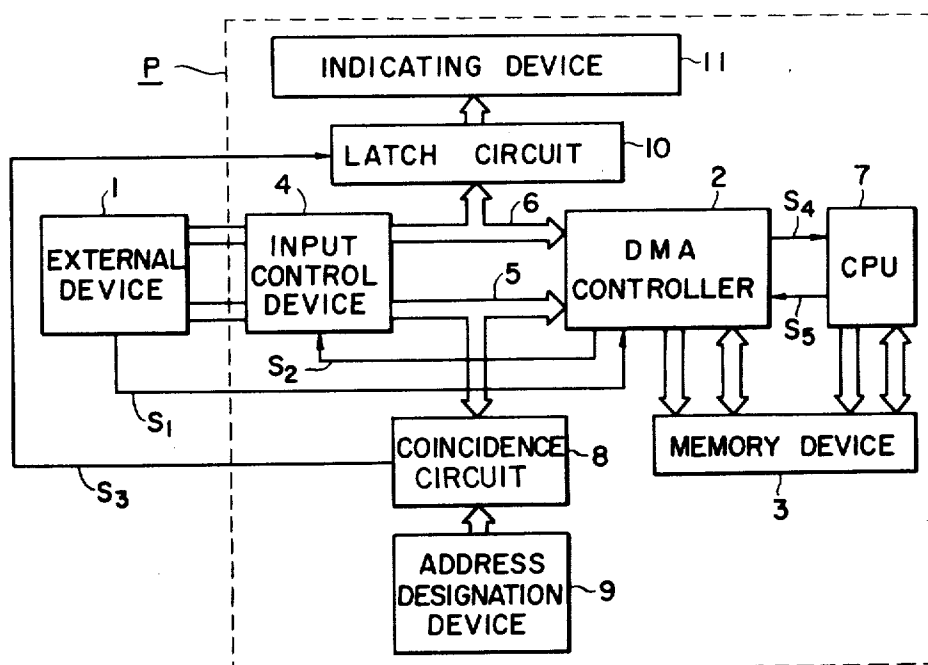 P
INDICATING DEVICE
11
LATCH CIRCUIT
10
1
EXTERNAL
DEVICE
4
INPUT
CONTROL
DEVICE
6
5
2
DMA
CONTROLLER
S4
S5
7
CPU
S2
S1
S3
COINCIDENCE
CIRCUIT
8
MEMORY DEVICE
3
ADDRESS
DESIGNATION
DEVICE
9